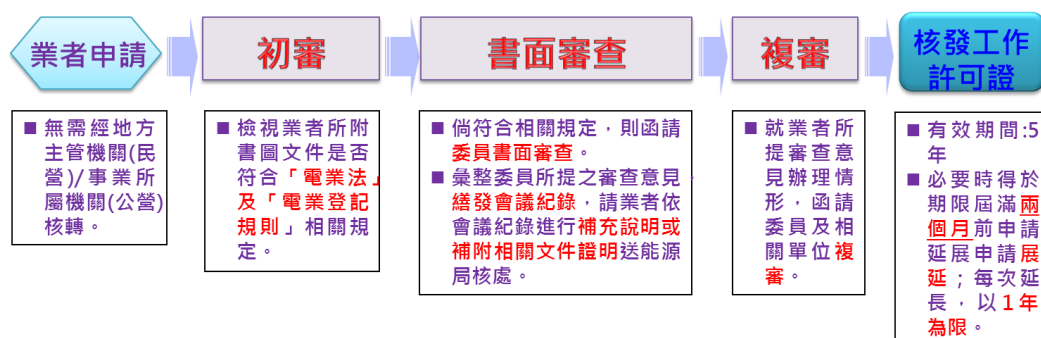 業者申請
初審
書面審查
複審
核發工作
許可證
■ 無需經地方
主管機關(民
營)/事業所
屬機關(公營)
核轉。
■ 檢視業者所附
書圖文件是否
符合「電業法」
及「電業登記
規則」相關規
定。
■ 倘符合相關規定，則函請
委員書面審查。
■ 彙整委員所提之審查意見，
繕發會議紀錄，請業者依
會議紀錄進行補充說明或
補附相關文件證明送能源
局核處。
■ 就業者所
提審查意
見辦理情
形，函請
委員及相
關單位複
審。
■ 有效期間:5
年
■ 必要時得於
期限屆滿兩
個月前申請
延展申請展
延；每次延
長，以1年
為限。